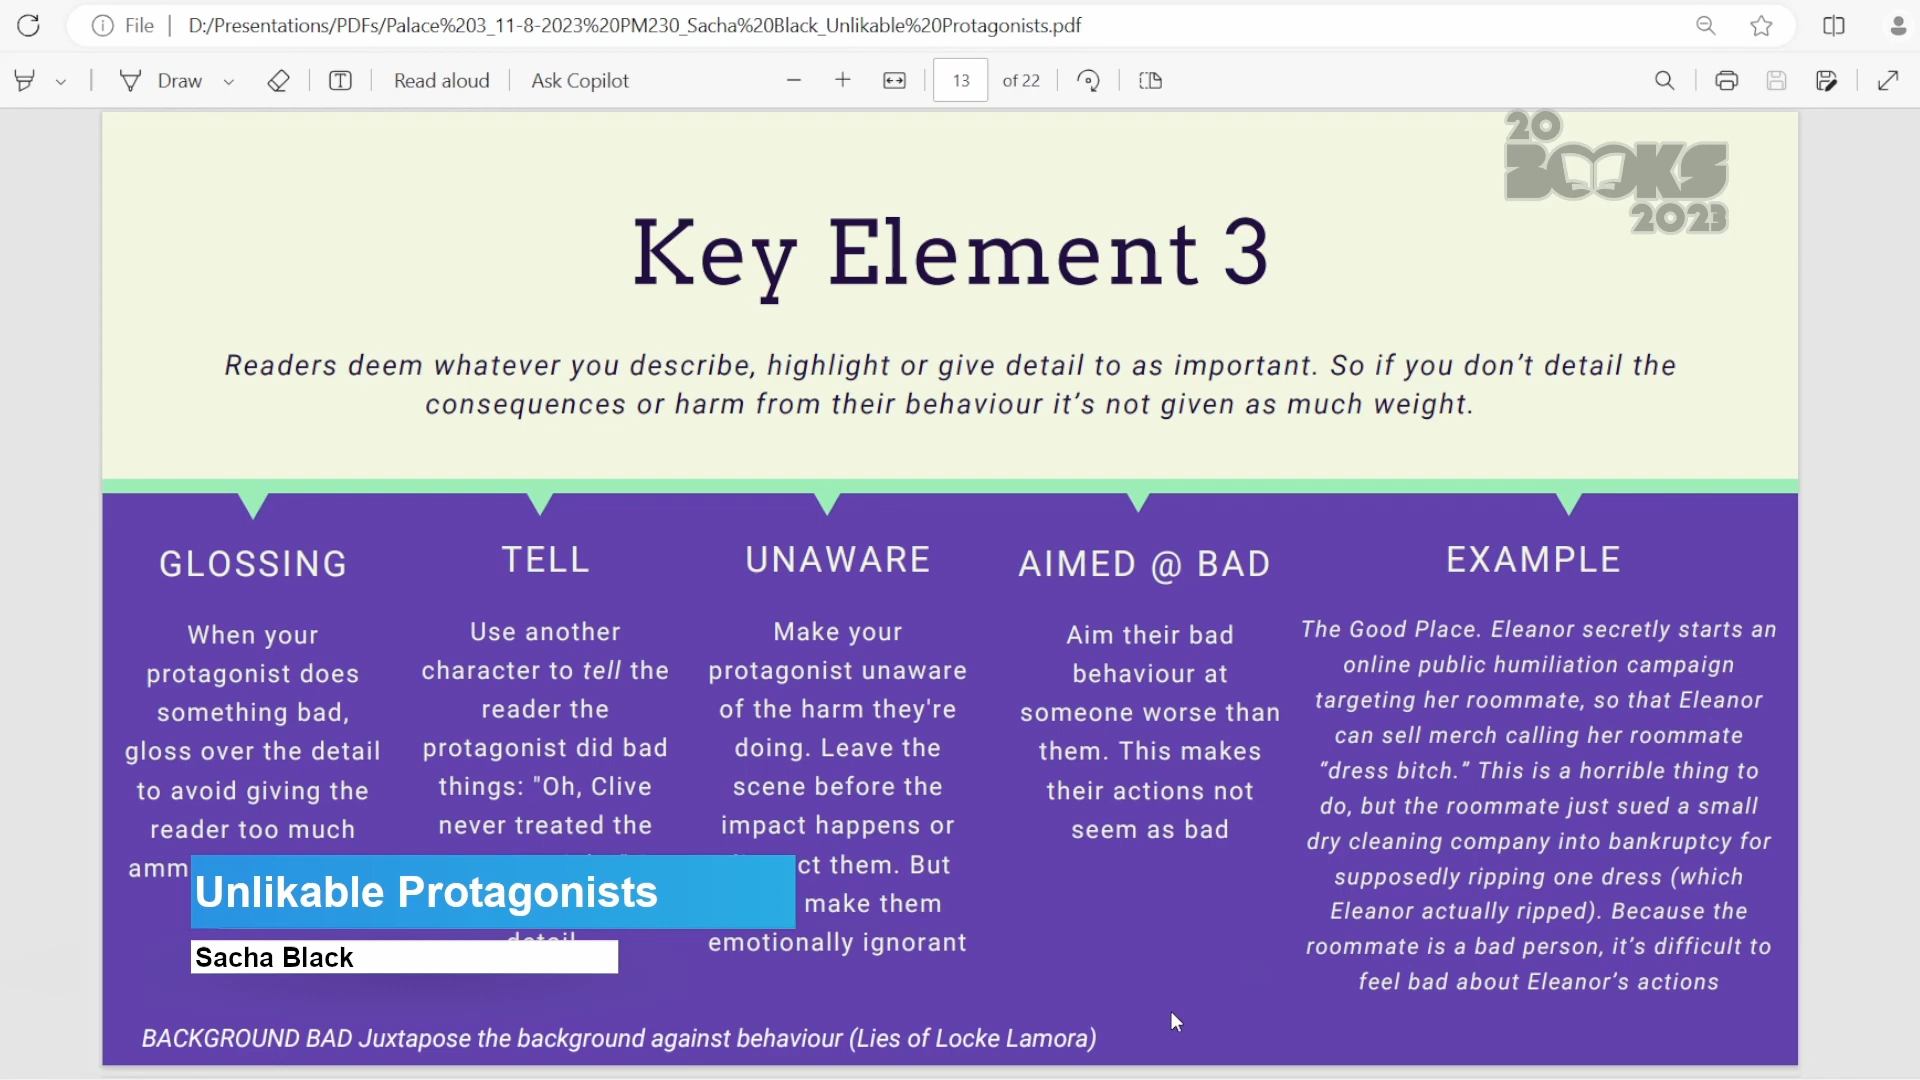 File
D:/Presentations/PDFs/Palace%203_11-8-2023%20PM230_Sacha%20Black_Unlikable%20Protagonists.pdf
Draw
Read aloud
Ask Copilot
13 of 22
20
BOOKS
2023
Key Element 3
Readers deem whatever you describe, highlight or give detail to as important. So if you don't detail the
consequences or harm from their behaviour it's not given as much weight.
GLOSSING
When your
protagonist does
something bad,
gloss over the detail
to avoid giving the
reader too much
TELL
Use another
character to tell the
reader the
protagonist did bad
things: "Oh, Clive
never treated the
detail
UNAWARE
Make your
protagonist unaware
of the harm they're
doing. Leave the
scene before the
impact happens or
them. But
make them
emotionally ignorant
AIMED @ BAD
Aim their bad
behaviour at
someone worse than
them. This makes
their actions not
seem as bad
EXAMPLE
The Good Place. Eleanor secretly starts an
online public humiliation campaign
targeting her roommate, so that Eleanor
can sell merch calling her roommate
“dress bitch.” This is a horrible thing to
do, but the roommate just sued a small
dry cleaning company into bankruptcy for
supposedly ripping one dress (which
Eleanor actually ripped). Because the
roommate is a bad person, it's difficult to
feel bad about Eleanor's actions
Unlikable Protagonists
Sacha Black
BACKGROUND BAD Juxtapose the background against behaviour (Lies of Locke Lamora)